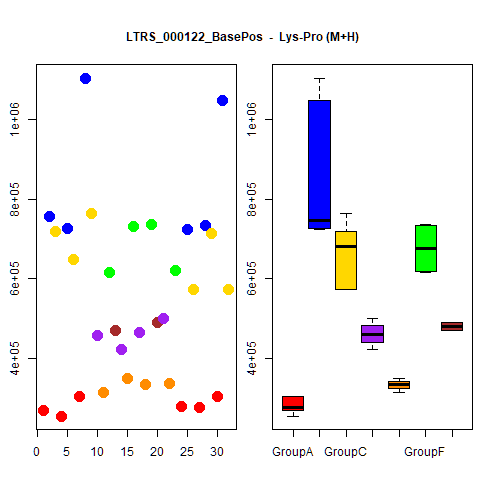 LTRS_000122_BasePos - Lys-Pro (M+H)
1e+06
8e+05
6e+05
4e+05
0 5 10 15 20 25 30
1e+06
8e+05
6e+05
4e+05
GroupA GroupC GroupF